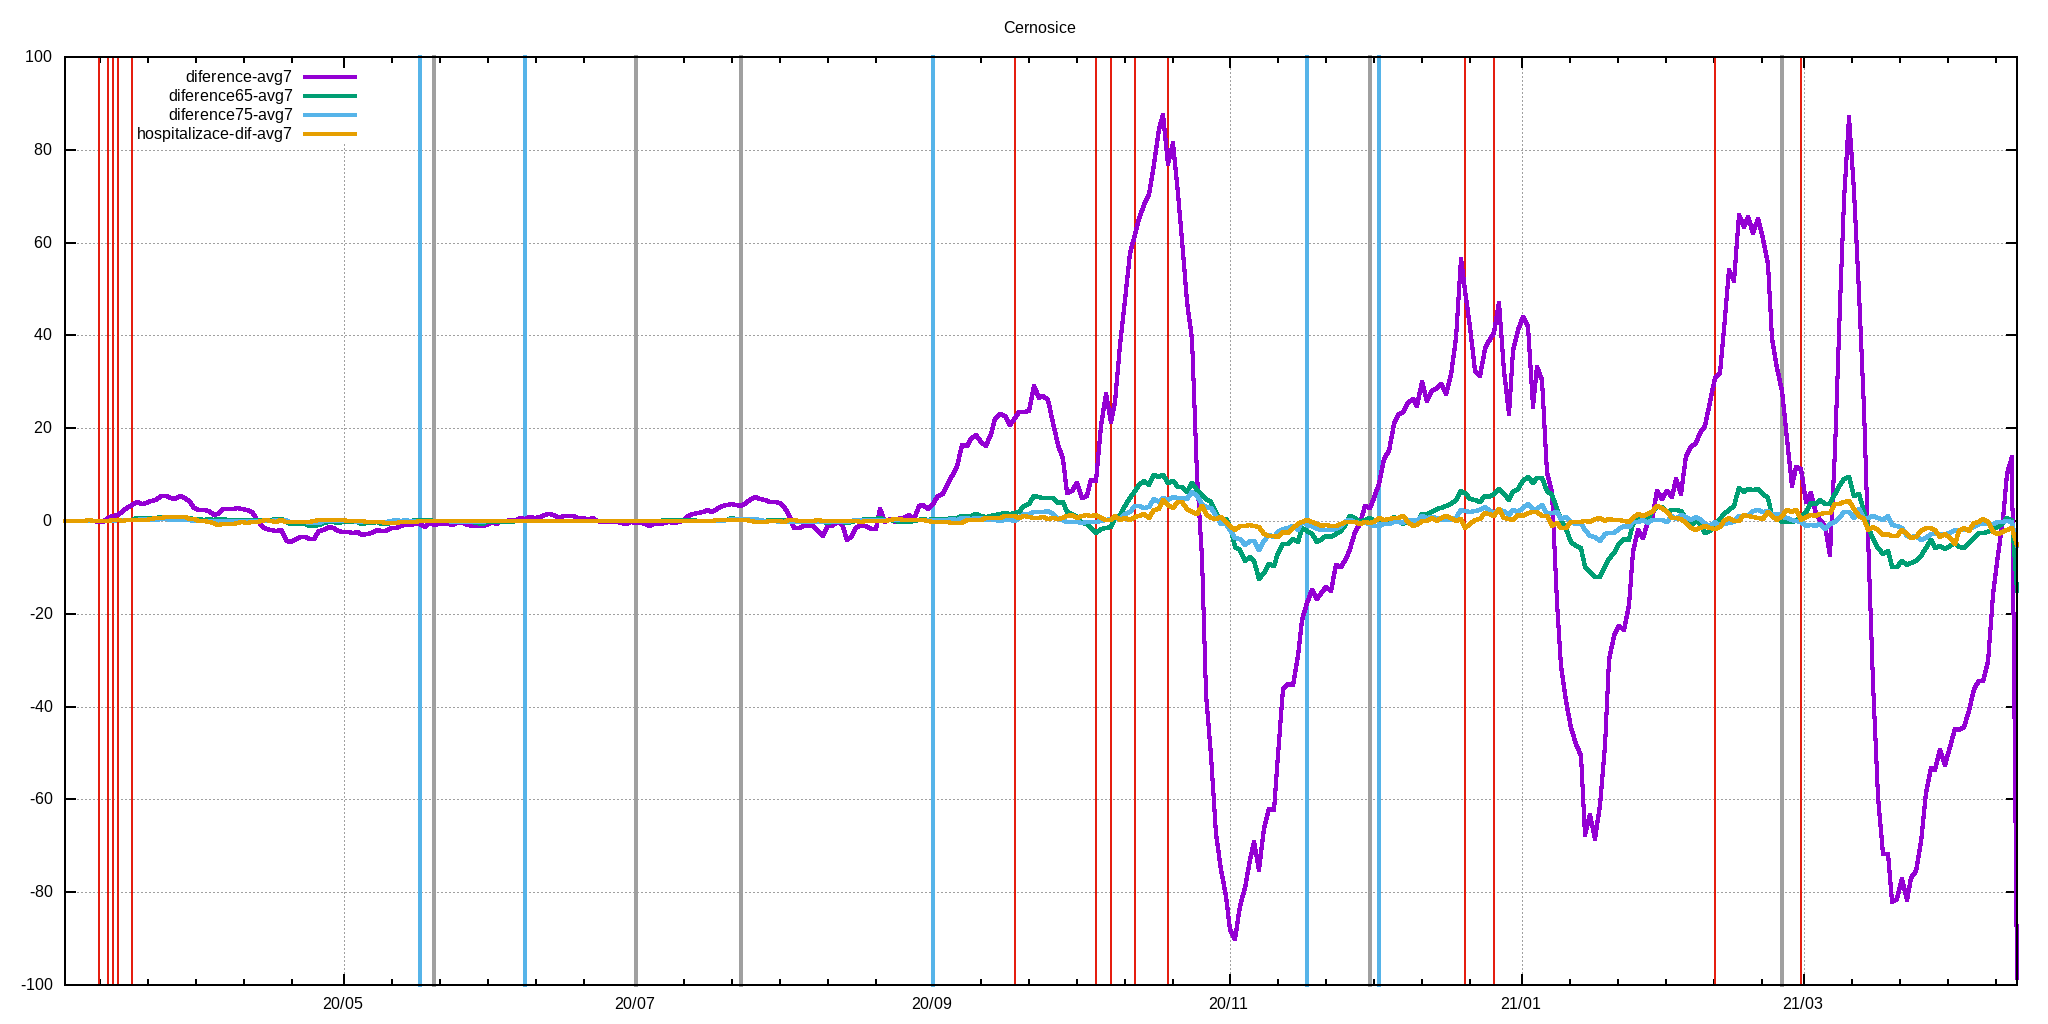 Cernosice
100
80
60
40
20
0
-20
-40
-60
-80
-100
diference-avg7
diference65-avg7
diference75-avg7
hospitalizace-dif-avg7
20/05 20/07 20/09 20/11 21/01 21/03